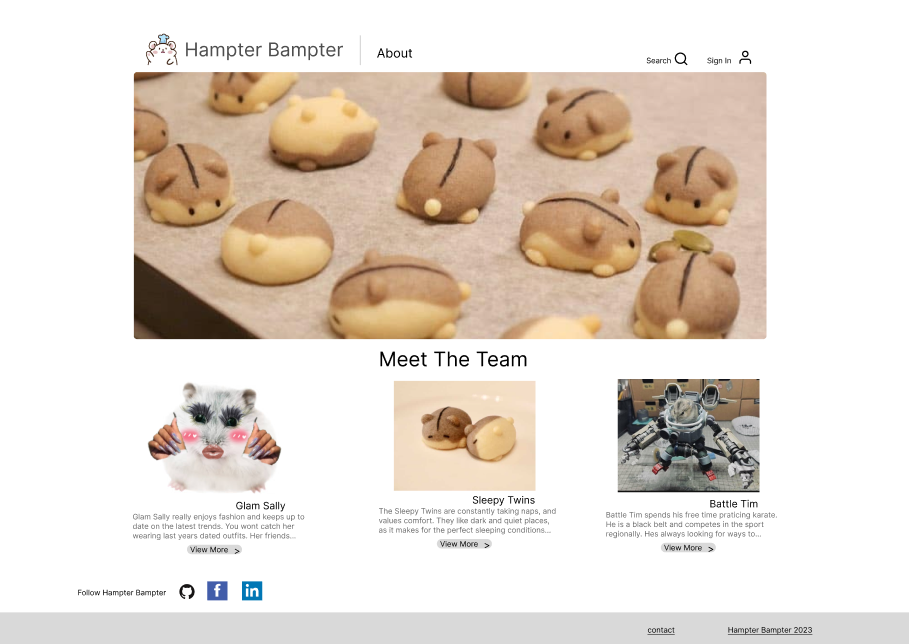 Hampter Bampter
About
Search
Sign In
Meet The Team
Glam Sally
Glam Sally really enjoys fashion and keeps up to
date on the latest trends. You wont catch her
wearing last years dated outfits. Her friends...
View More >
Sleepy Twins
The Sleepy Twins are constantly taking naps, and
values comfort. They like dark and quiet places,
as it makes for the perfect sleeping conditions...
View More >
Battle Tim
Battle Tim spends his free time praticing karate.
He is a black belt and competes in the sport
regionally. Hes always looking for ways to...
View More >
Follow Hampter Bampter
f
in
contact
Hampter Bampter 2023